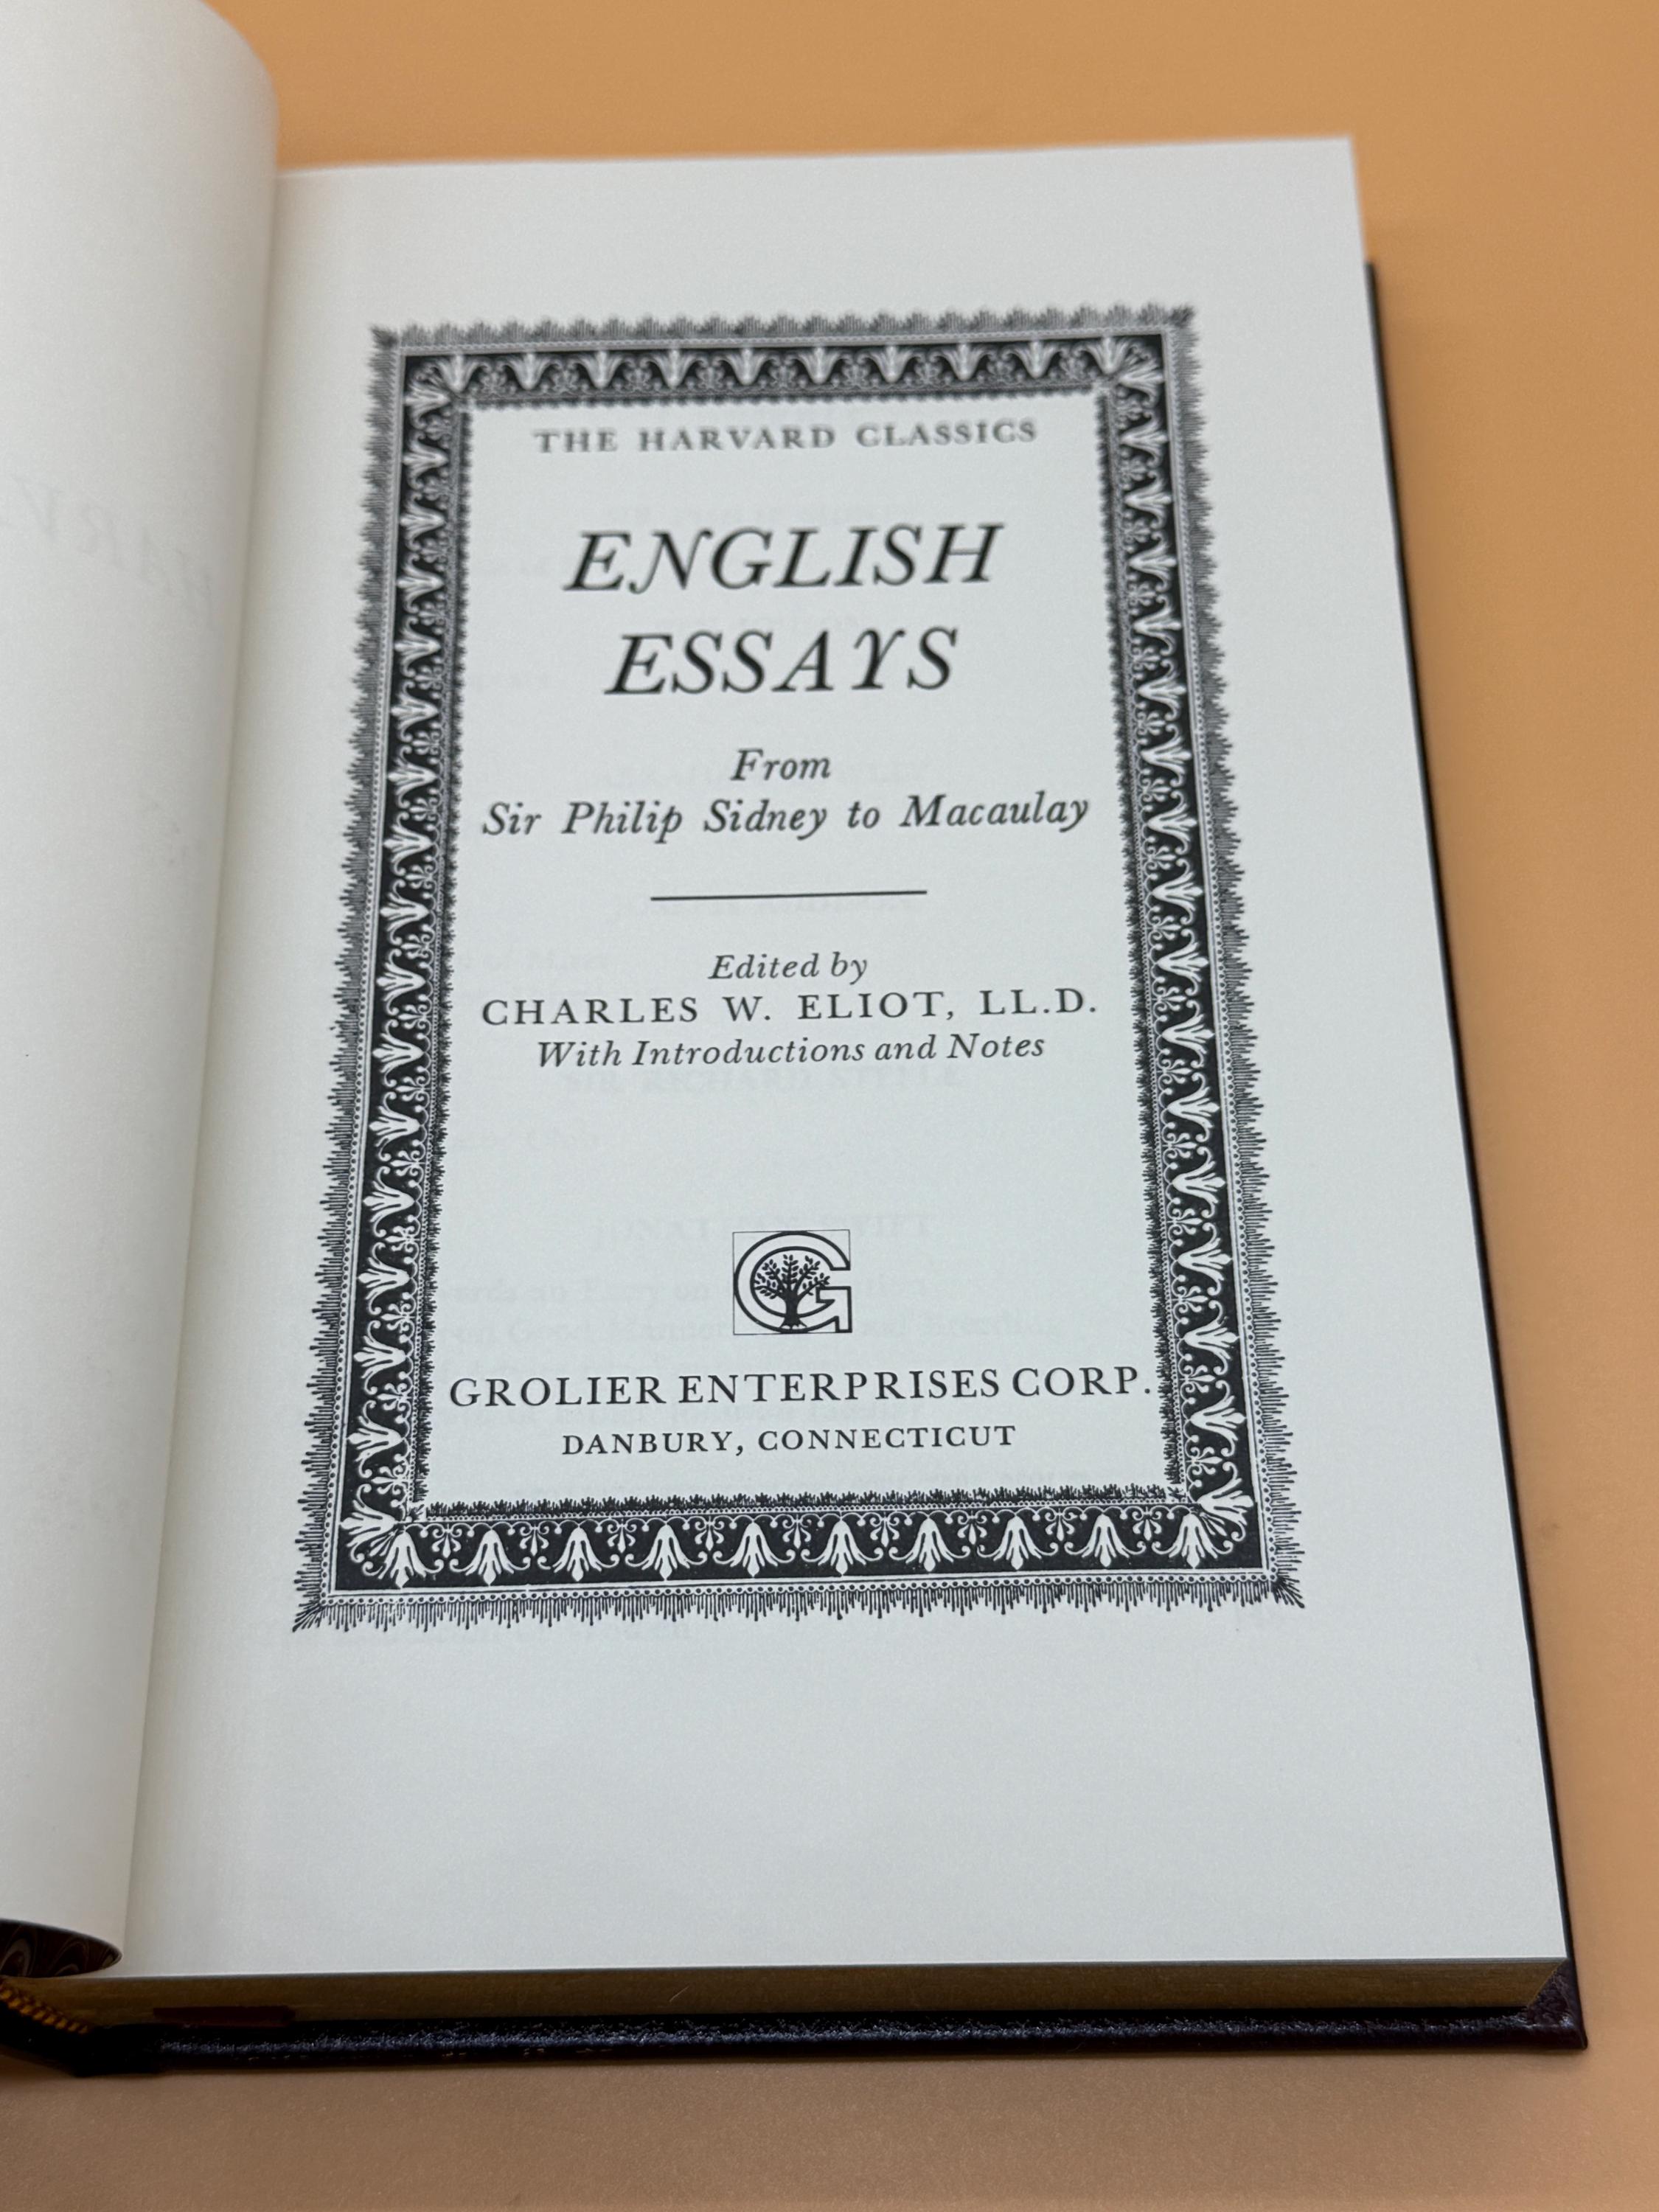 THE HARVARD CLASSICS
ENGLISH
ESSAYS
From
Sir Philip Sidney to Macaulay
Edited by
CHARLES W. ELIOT, LL.D.
With Introductions and Notes
G
GROLIER ENTERPRISES CORP.
DANBURY, CONNECTICUT